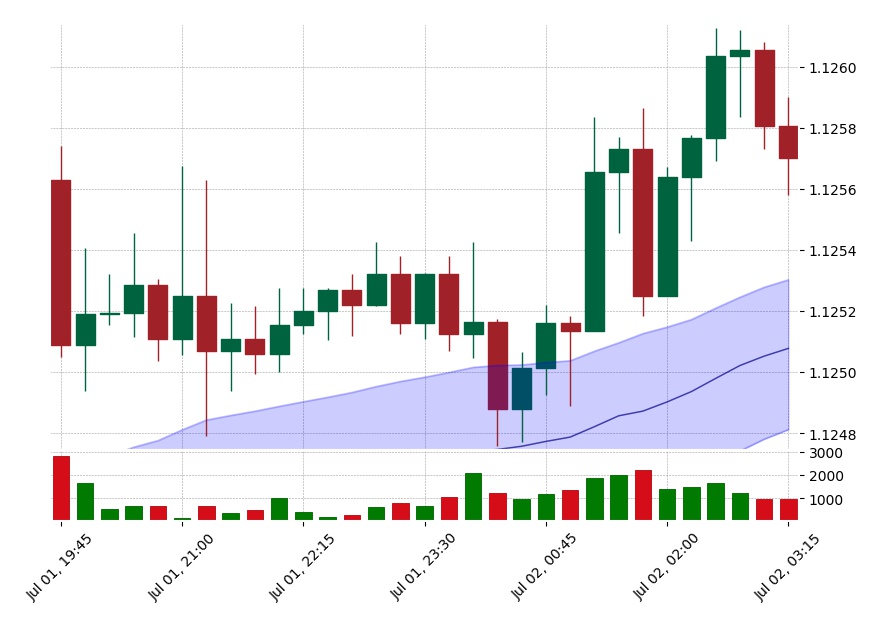 1.1260
1.1258
1.1256
1.1254
1.1252
1.1250
1.1248
3000
2000
1000
Jul 01, 19:45
Jul 01, 21:00
Jul 01, 22:15
Jul 01, 23:30
Jul 02, 00:45
Jul 02, 02:00
Jul 02, 03:15